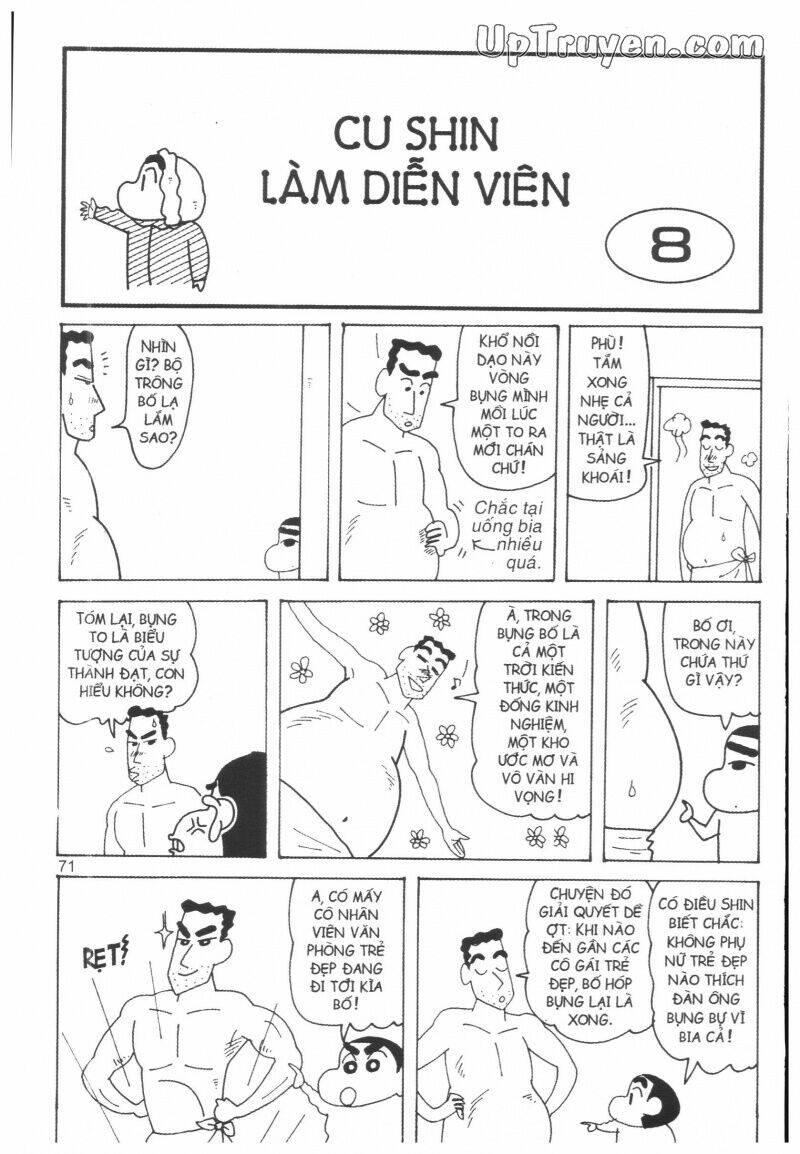 UpTruyen.com
CU SHIN
LÀM DIỄN VIÊN
8
PHÙ!
TẮM
XONG
NHẸ CẢ
NGƯỜI...
THẬT LÀ
SẢNG
KHOÁI!
KHỔ NỖI
DẠO NÀY
VÒNG
BỤNG MÌNH
MỖI LÚC
MỘT TO RA
MỚI CHÁN
CHỨ!
Chắc tại
uống bia
nhiều
quá.
NHÌN
GÌ? BỘ
TRÔNG
BỐ LẠ
LẮM
SAO?
BỐ ƠI,
TRONG NÀY
CHỨA THỨ
GÌ VẬY?
À, TRONG
BỤNG BỐ LÀ
CẢ MỘT
TRỜI KIẾN
THỨC, MỘT
ĐỐNG KINH
NGHIỆM,
MỘT KHO
ƯỚC MƠ VÀ
VÔ VÀN HI
VỌNG!
TÓM LẠI, BỤNG
TO LÀ BIỂU
TƯỢNG CỦA SỰ
THÀNH ĐẠT, CON
HIỂU KHÔNG?
71
CÓ ĐIỀU SHIN
BIẾT CHẮC:
KHÔNG PHỤ
NỮ TRẺ ĐẸP
NÀO THÍCH
ĐÀN ÔNG
BỤNG BỰ VÌ
BIA CẢ!
CHUYỆN ĐÓ
GIẢI QUYẾT DỄ
ỢT: KHI NÀO
ĐẾN GẦN CÁC
CÔ GÁI TRẺ
ĐẸP, BỐ HÓP
BỤNG LẠI LÀ
XONG.
A, CÓ MẤY
CÔ NHÂN
VIÊN VĂN
PHÒNG TRẺ
ĐẸP ĐANG
ĐI TỚI KÌA
BỐ!
RẸT!